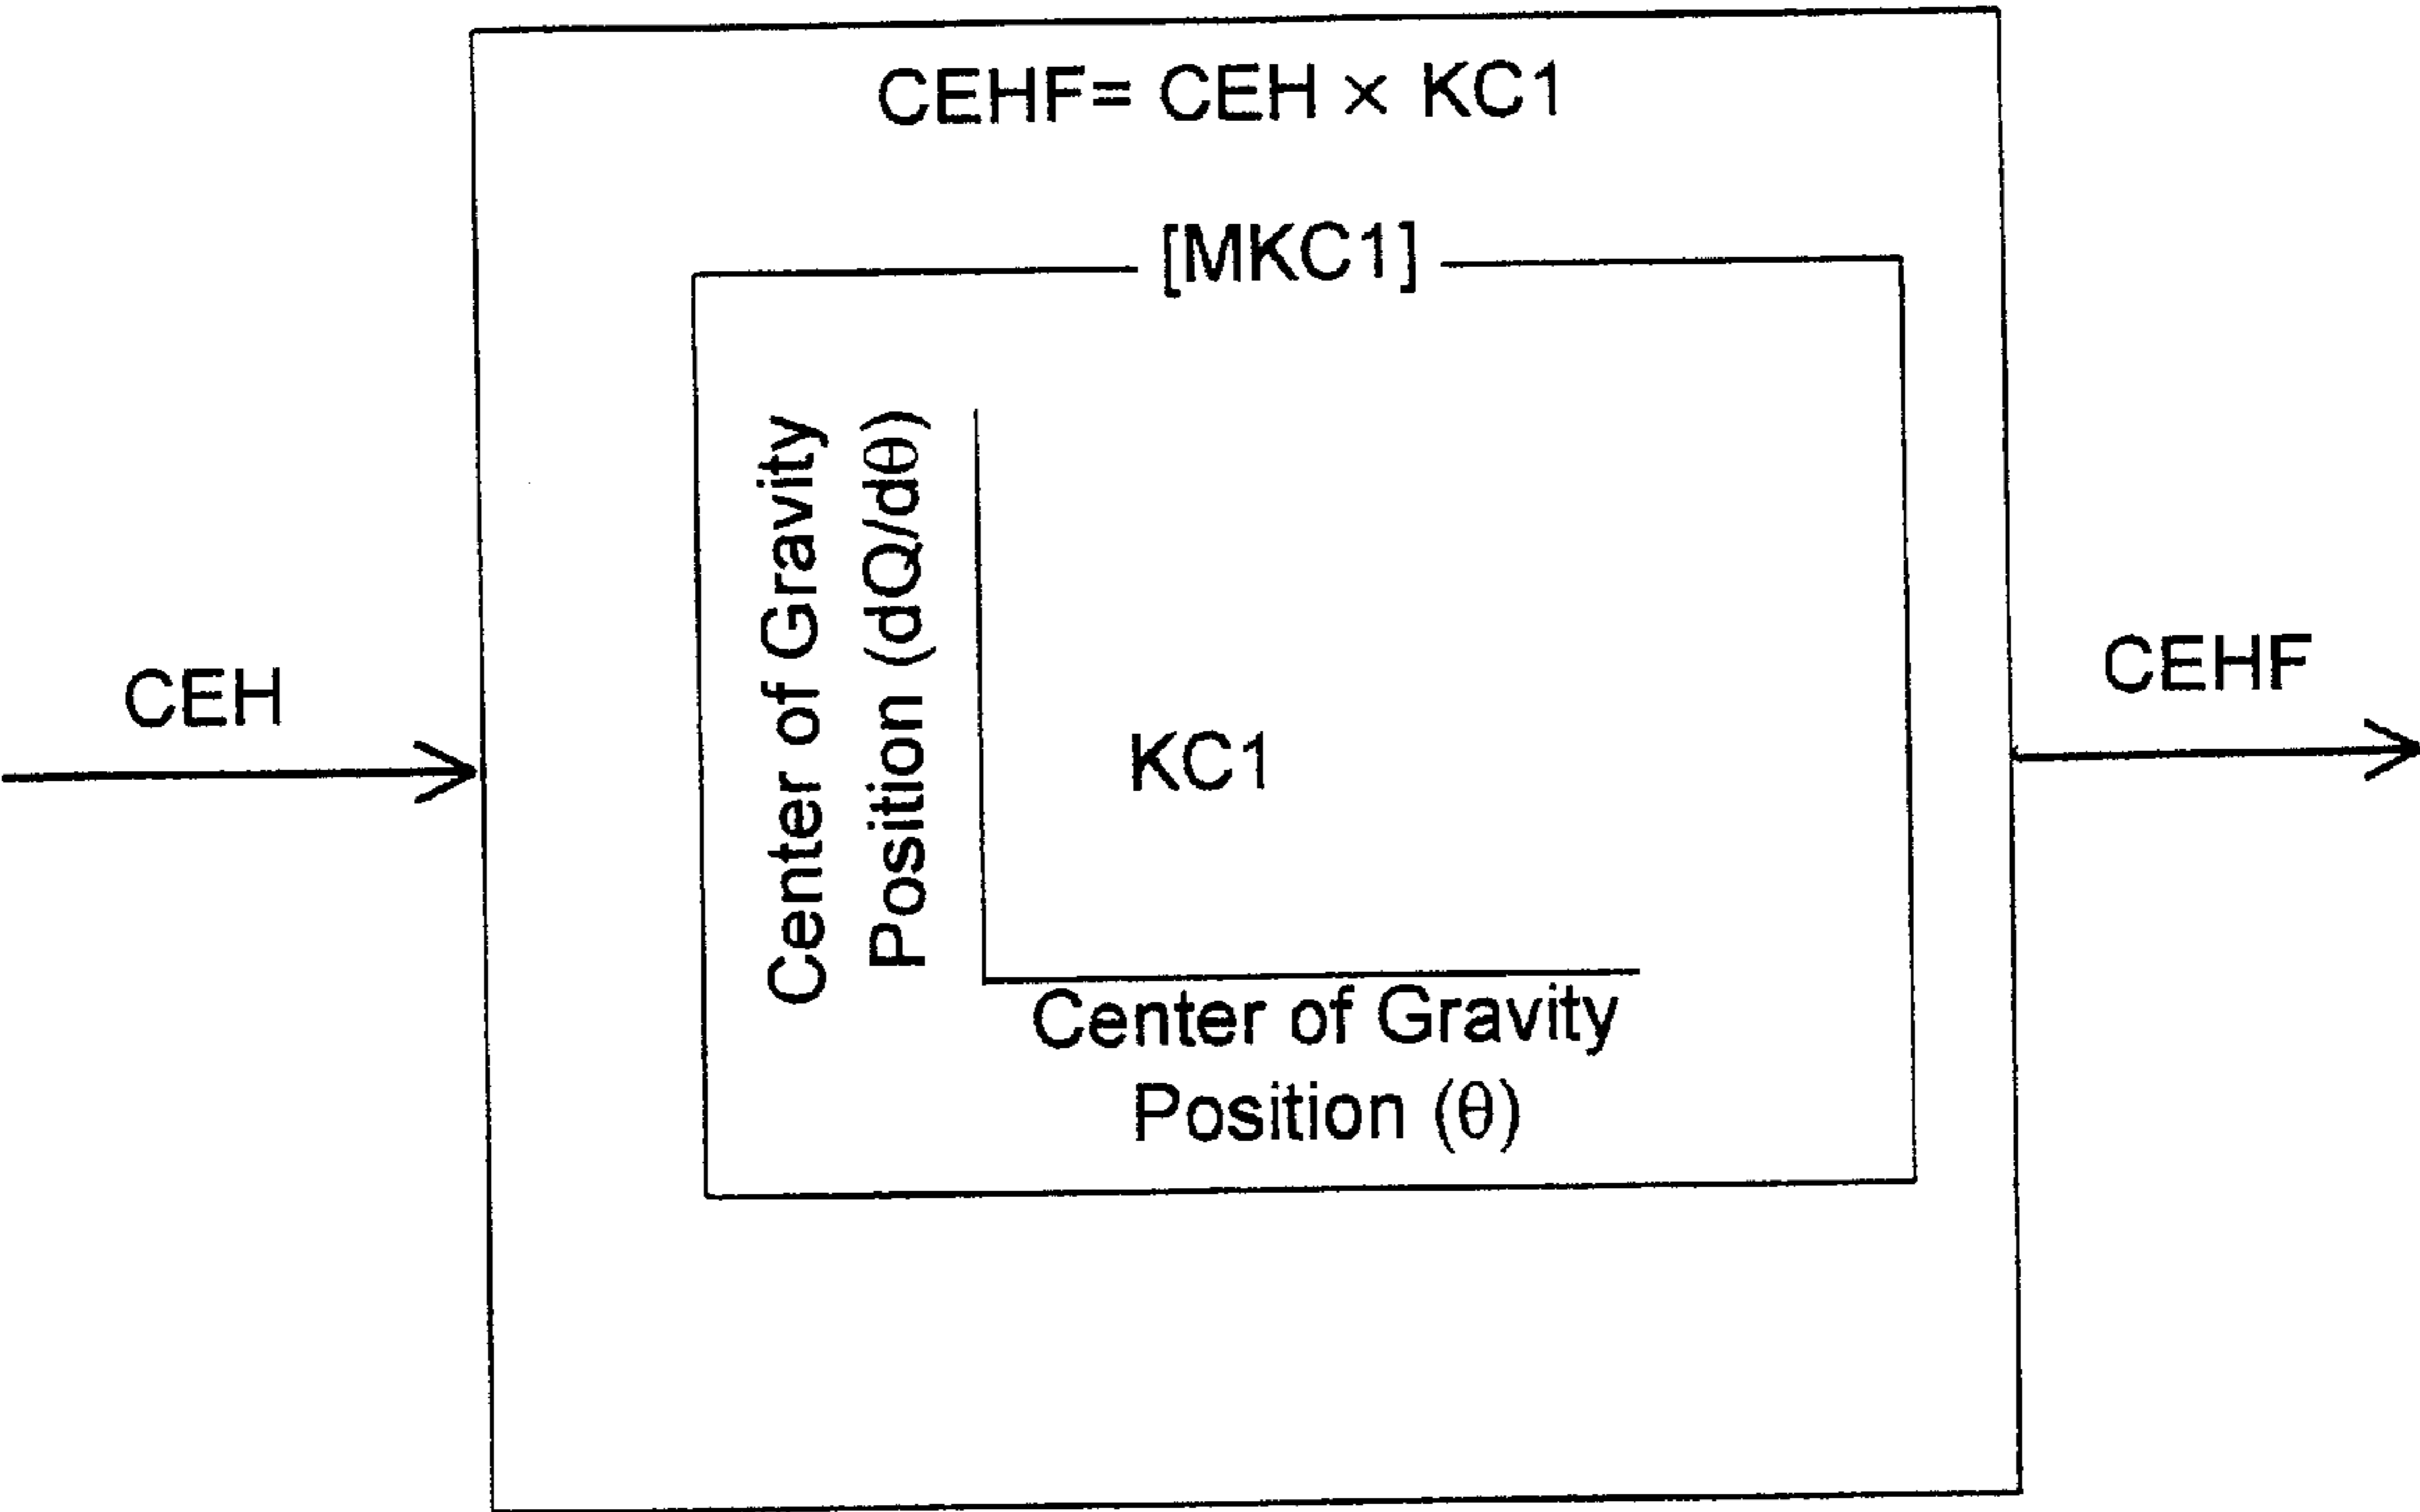 CEHF= CEH × KC1
[MKC1]
Center of Gravity
Position (dQ/dθ)
KC1
Center of Gravity
Position (θ)
CEH
CEHF